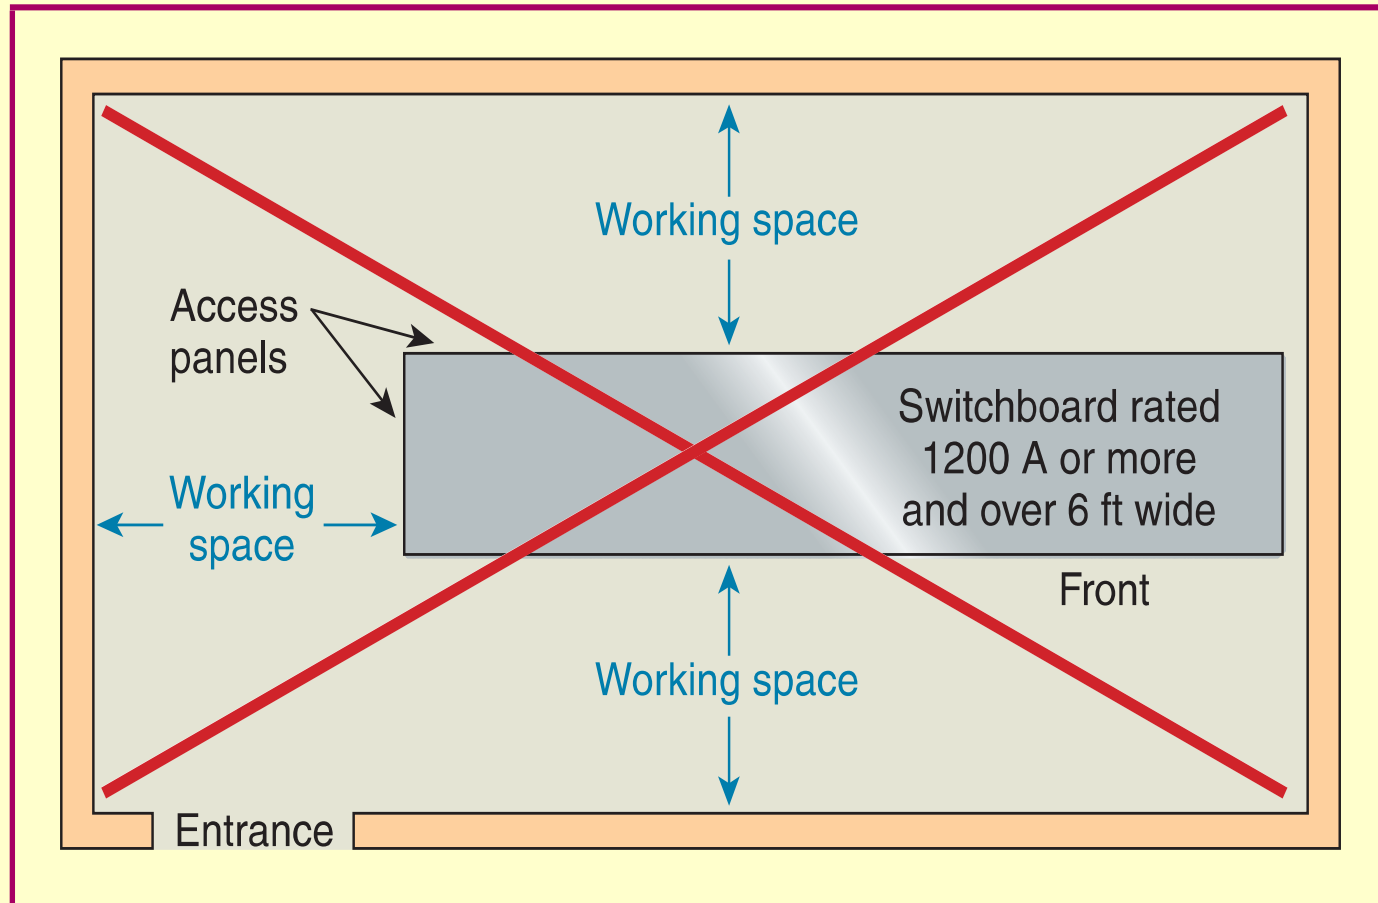 Working space
Access
panels
Switchboard rated
1200 A or more
and over 6 ft wide
Working
space
Front
Working space
Entrance